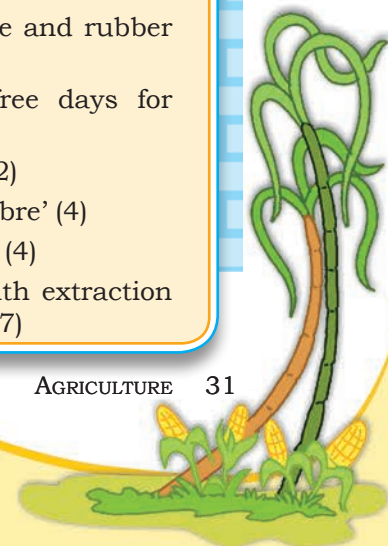 e and rubber
free days for
2)
bre’ (4)
(4)
th extraction
7)
AGRICULTURE 31